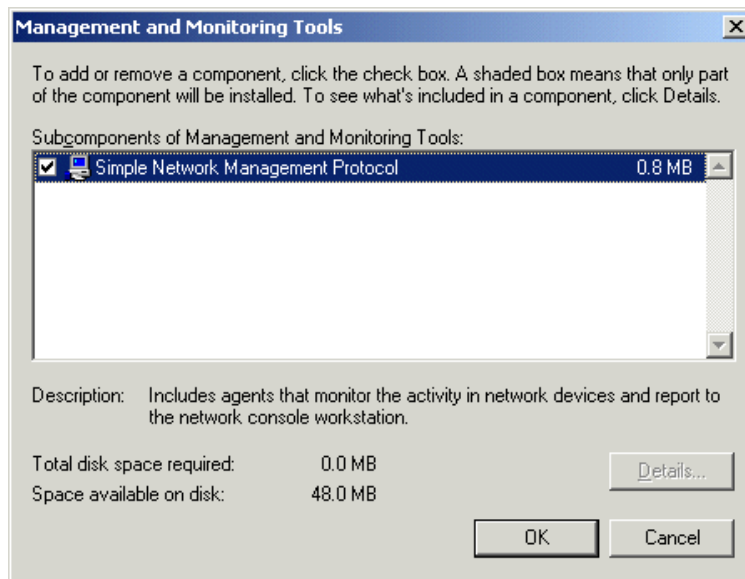 Management and Monitoring Tools
To add or remove a component, click the check box. A shaded box means that only part
of the component will be installed. To see what's included in a component, click Details.
Subcomponents of Management and Monitoring Tools:
Simple Network Management Protocol 0.8 MB
Description: Includes agents that monitor the activity in network devices and report to
the network console workstation.
Total disk space required: 0.0 MB
Space available on disk: 48.0 MB
Details...
OK Cancel